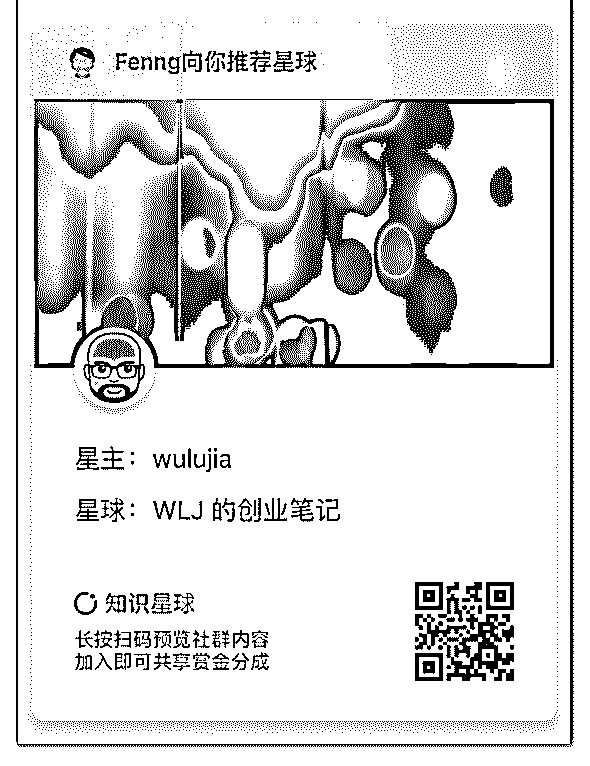 Fenng向你推荐星球
星主：wulujia
星球：WLJ 的创业笔记
知识星球
长按扫码预览社群内容
加入即可共享赏金分成